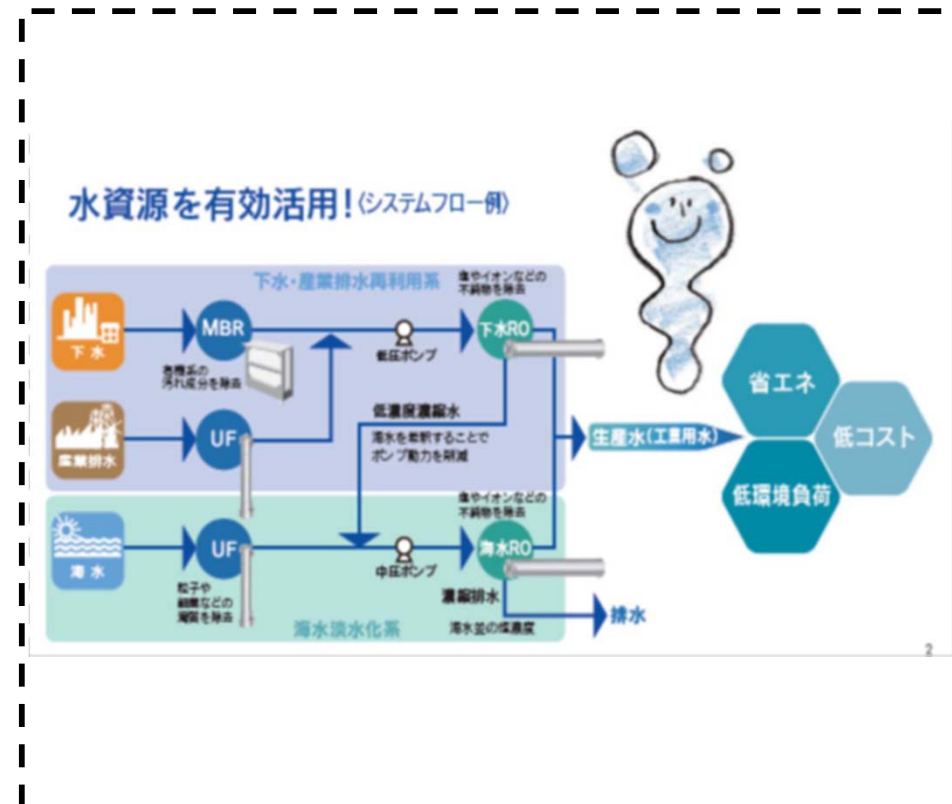 水資源を有効活用!〈システムフロー例〉
下水・産業排水再利用系
塩やイオンなどの
不純物を除去
下水
MBR
有機系の
汚れ成分を除去
低圧ポンプ
下水RO
産業排水
UF
低濃度濃縮水
海水を希釈することで
ポンプ動力を削減
生産水(工業用水)
省エネ
低コスト
低環境負荷
塩やイオンなどの
不純物を除去
海水
UF
粒子や
細菌などの
濁質を除去
中圧ポンプ
海水RO
濃縮排水
海水並の塩濃度
排水
海水淡水化系
2